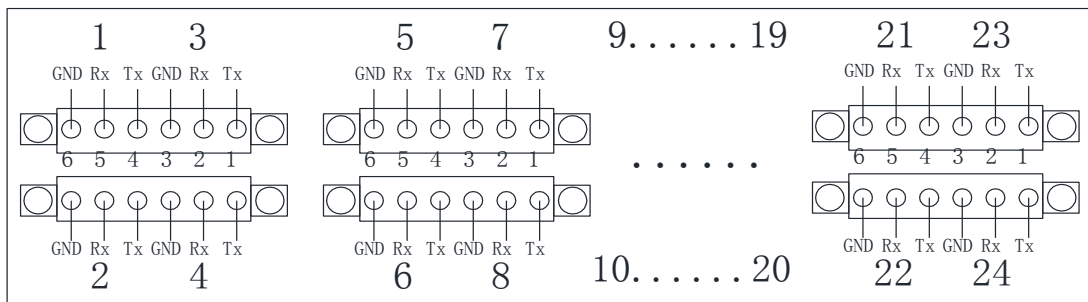 1 3 5 7 9......19 21 23
GND Rx Tx GND Rx Tx GND Rx Tx GND Rx Tx GND Rx Tx GND Rx Tx
6 5 4 3 2 1 6 5 4 3 2 1 ...... 6 5 4 3 2 1
GND Rx Tx GND Rx Tx GND Rx Tx GND Rx Tx GND Rx Tx GND Rx Tx
2 4 6 8 10......20 22 24